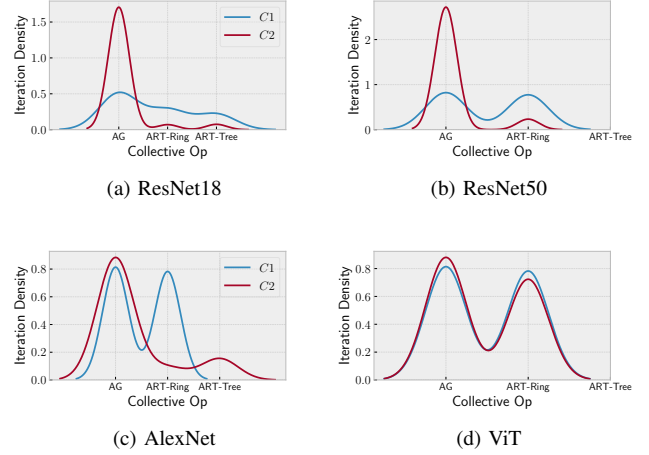 1.5
1.0
0.5
0.0
Iteration Density
C1
C2
AG
ART-Ring
ART-Tree
Collective Op
(a) ResNet18
2
1
0
Iteration Density
AG
ART-Ring
ART-Tree
Collective Op
(b) ResNet50
0.8
0.6
0.4
0.2
0.0
Iteration Density
C1
C2
AG
ART-Ring
ART-Tree
Collective Op
(c) AlexNet
0.8
0.6
0.4
0.2
0.0
Iteration Density
AG
ART-Ring
ART-Tree
Collective Op
(d) ViT